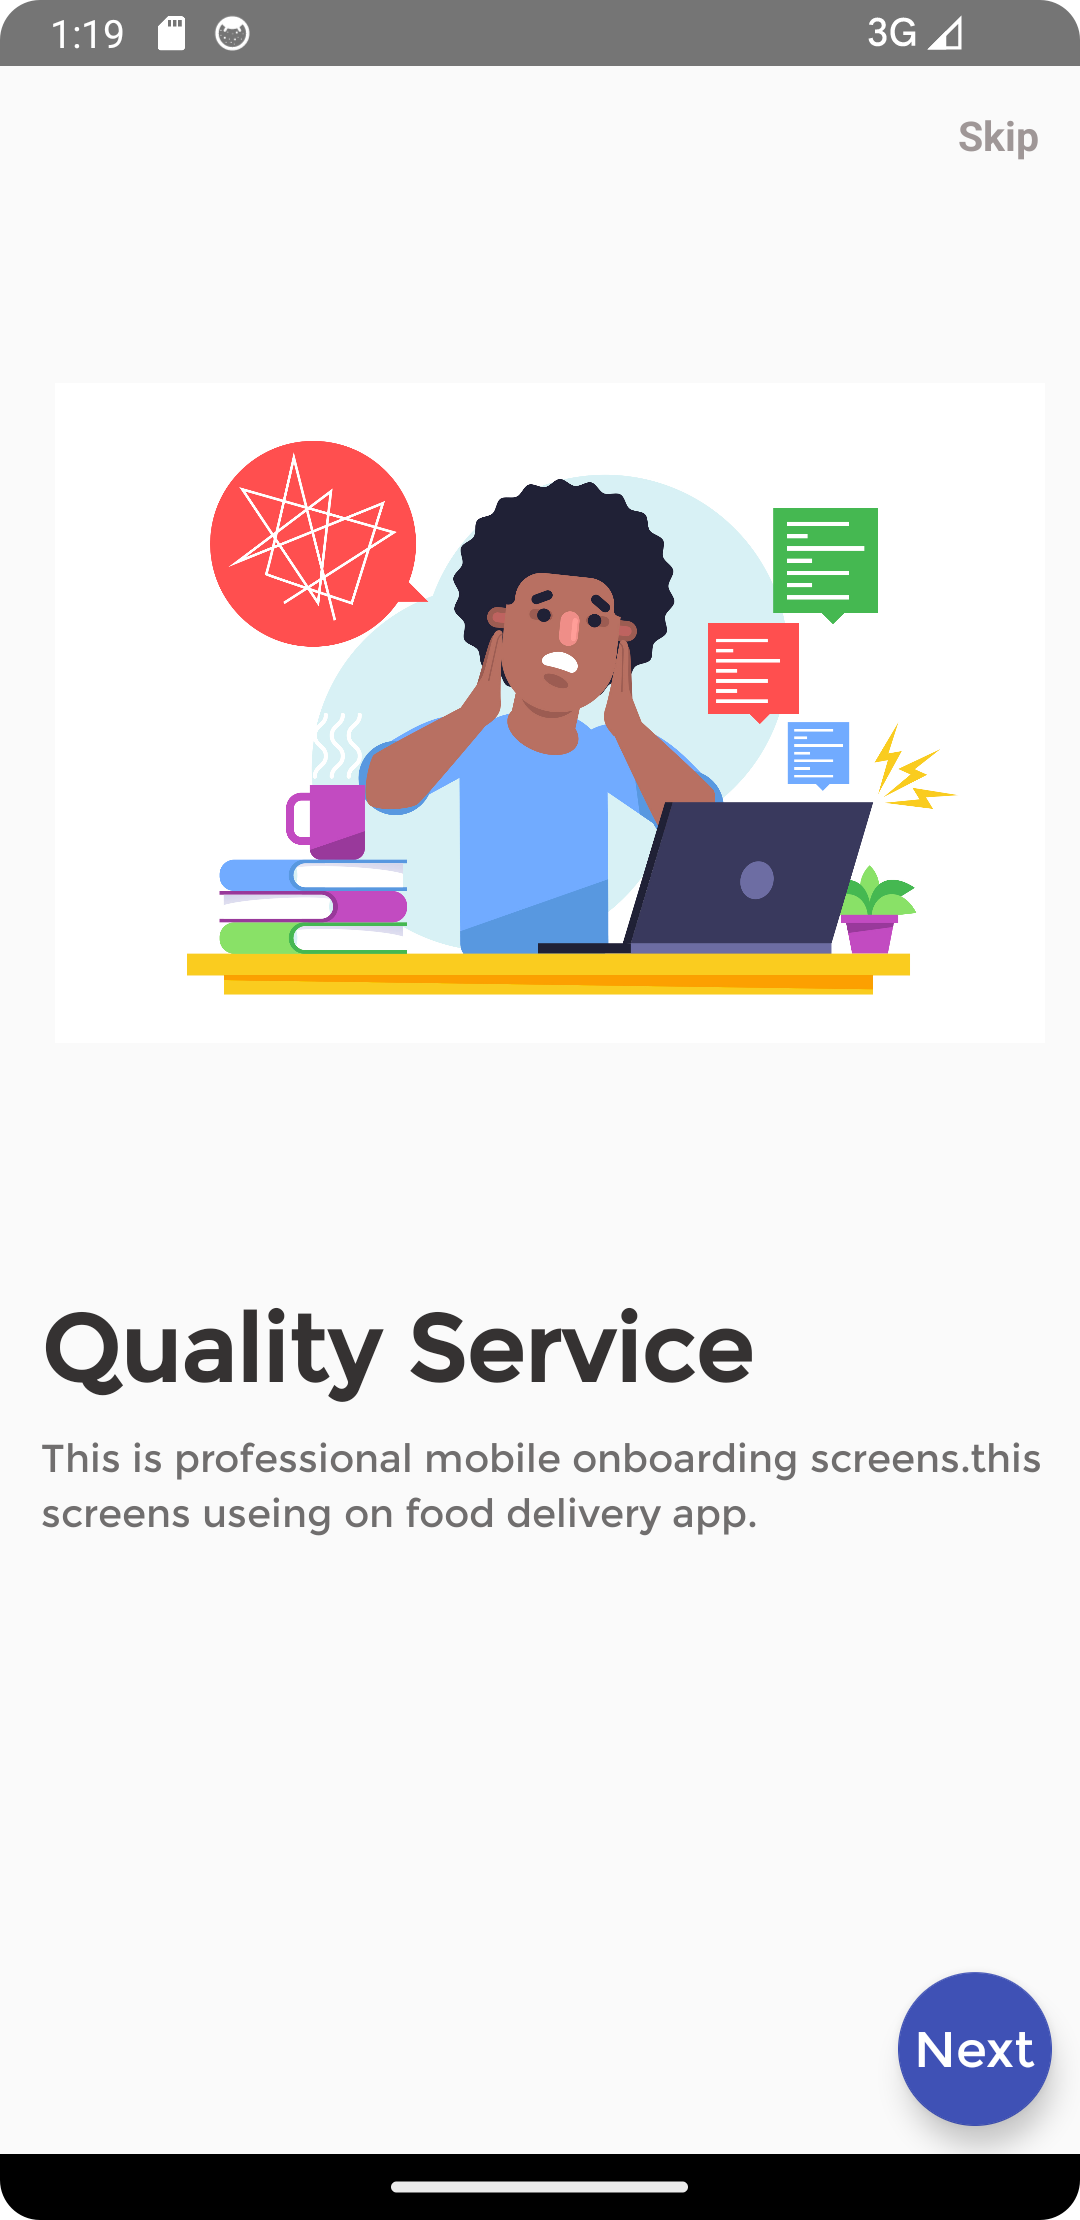 1:19
3G
Skip
Quality Service
This is professional mobile onboarding screens.this
screens useing on food delivery app.
Next